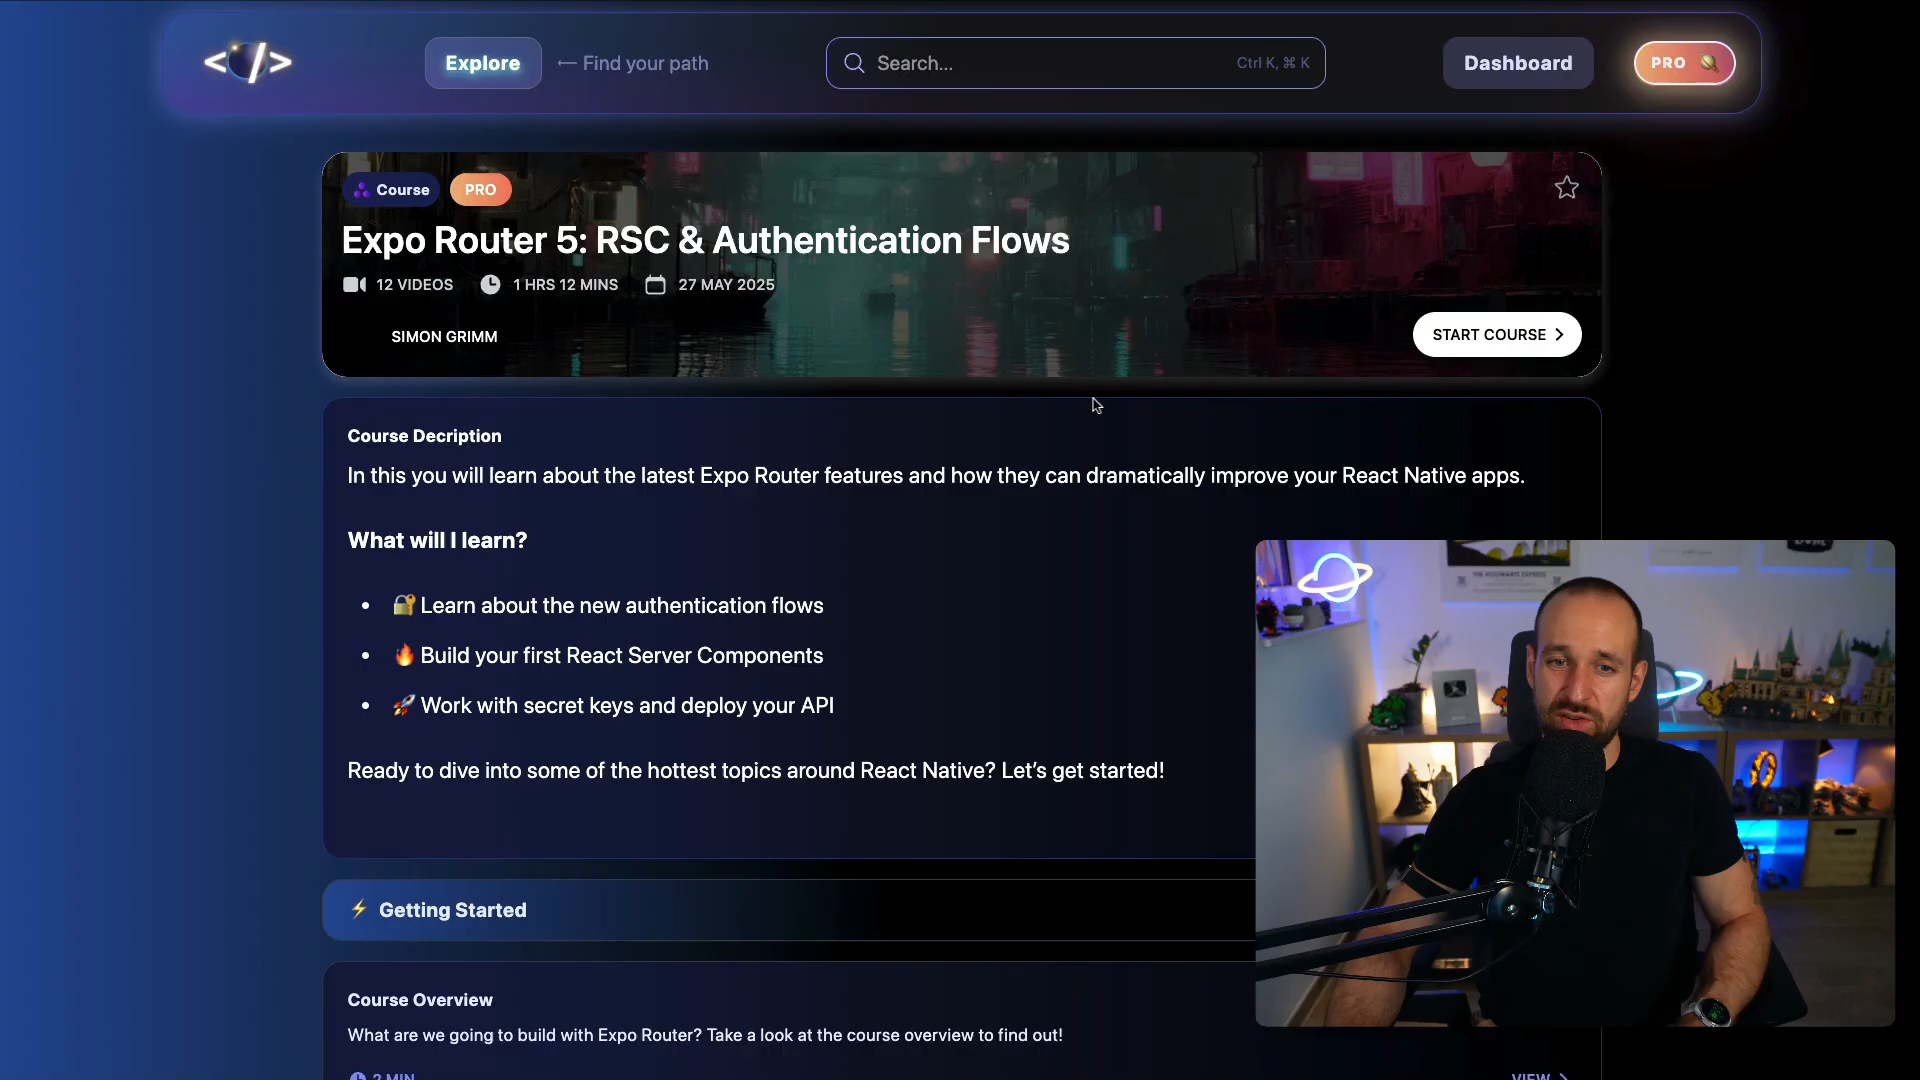 Explore
← Find your path
Search...
Ctrl K, ⌘ K
Dashboard
PRO
Course
PRO
Expo Router 5: RSC & Authentication Flows
12 VIDEOS
1 HRS 12 MINS
27 MAY 2025
SIMON GRIMM
START COURSE
Course Decription
In this you will learn about the latest Expo Router features and how they can dramatically improve your React Native apps.
What will I learn?
• 🔐 Learn about the new authentication flows
• 🔥 Build your first React Server Components
• 🚀 Work with secret keys and deploy your API
Ready to dive into some of the hottest topics around React Native? Let's get started!
⚡ Getting Started
Course Overview
What are we going to build with Expo Router? Take a look at the course overview to find out!
2 MIN
VIEW